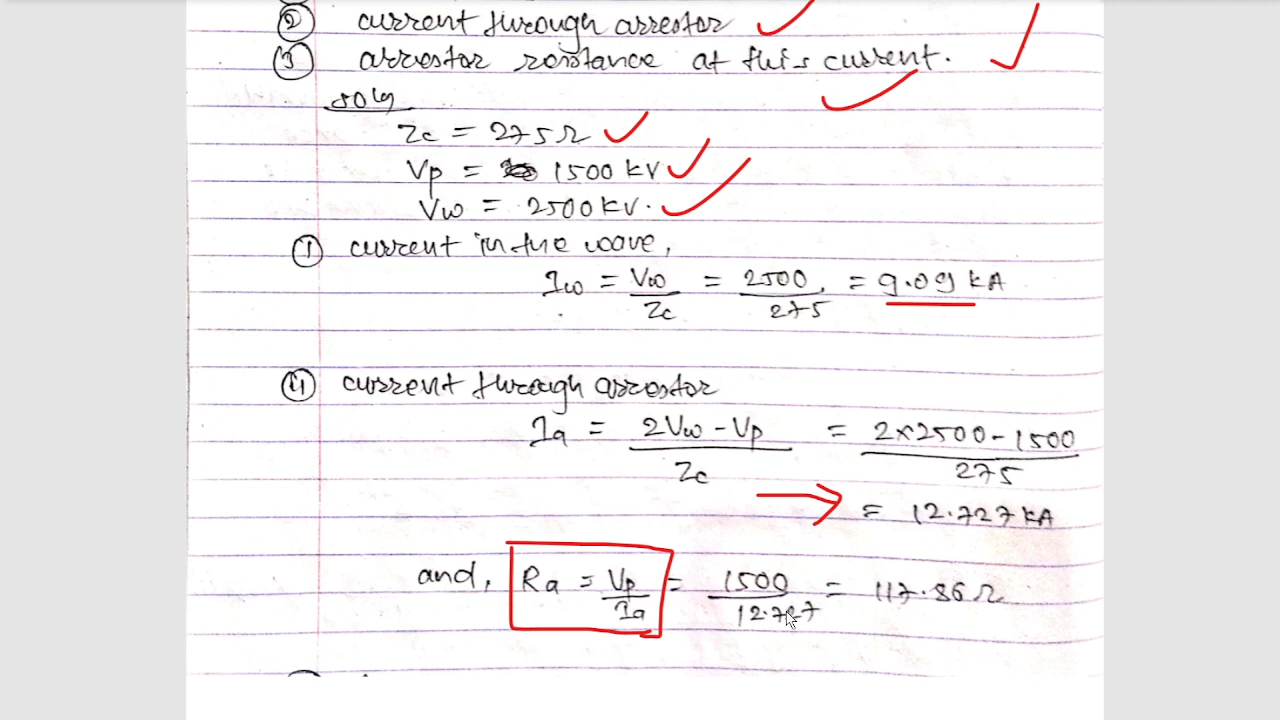 ② current through arrestor
③ arrestor resistance at this current.
soln
Zc = 275Ω
Vp = 1500 kV
Vw = 2500 kV.
① current in the wave,
Iw = Vw/Zc = 2500/275 = 9.09 kA
⑪ current through arrestor
Ia = 2Vw - Vp/Zc = 2×2500 - 1500/275
= 12.727 kA
and, Ra = Vp/Ia = 1500/12.727 = 117.86 Ω